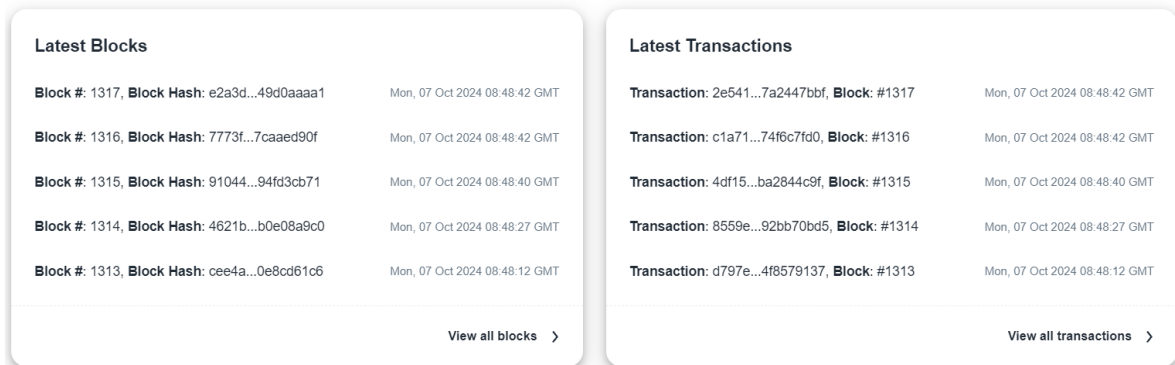 Latest Blocks
Block #: 1317, Block Hash: e2a3d...49d0aaaa1 Mon, 07 Oct 2024 08:48:42 GMT
Block #: 1316, Block Hash: 7773f...7caaed90f Mon, 07 Oct 2024 08:48:42 GMT
Block #: 1315, Block Hash: 91044...94fd3cb71 Mon, 07 Oct 2024 08:48:40 GMT
Block #: 1314, Block Hash: 4621b...b0e08a9c0 Mon, 07 Oct 2024 08:48:27 GMT
Block #: 1313, Block Hash: cee4a...0e8cd61c6 Mon, 07 Oct 2024 08:48:12 GMT
View all blocks
Latest Transactions
Transaction: 2e541...7a2447bbf, Block: #1317 Mon, 07 Oct 2024 08:48:42 GMT
Transaction: c1a71...74f6c7fd0, Block: #1316 Mon, 07 Oct 2024 08:48:42 GMT
Transaction: 4df15...ba2844c9f, Block: #1315 Mon, 07 Oct 2024 08:48:40 GMT
Transaction: 8559e...92bb70bd5, Block: #1314 Mon, 07 Oct 2024 08:48:27 GMT
Transaction: d797e...4f8579137, Block: #1313 Mon, 07 Oct 2024 08:48:12 GMT
View all transactions